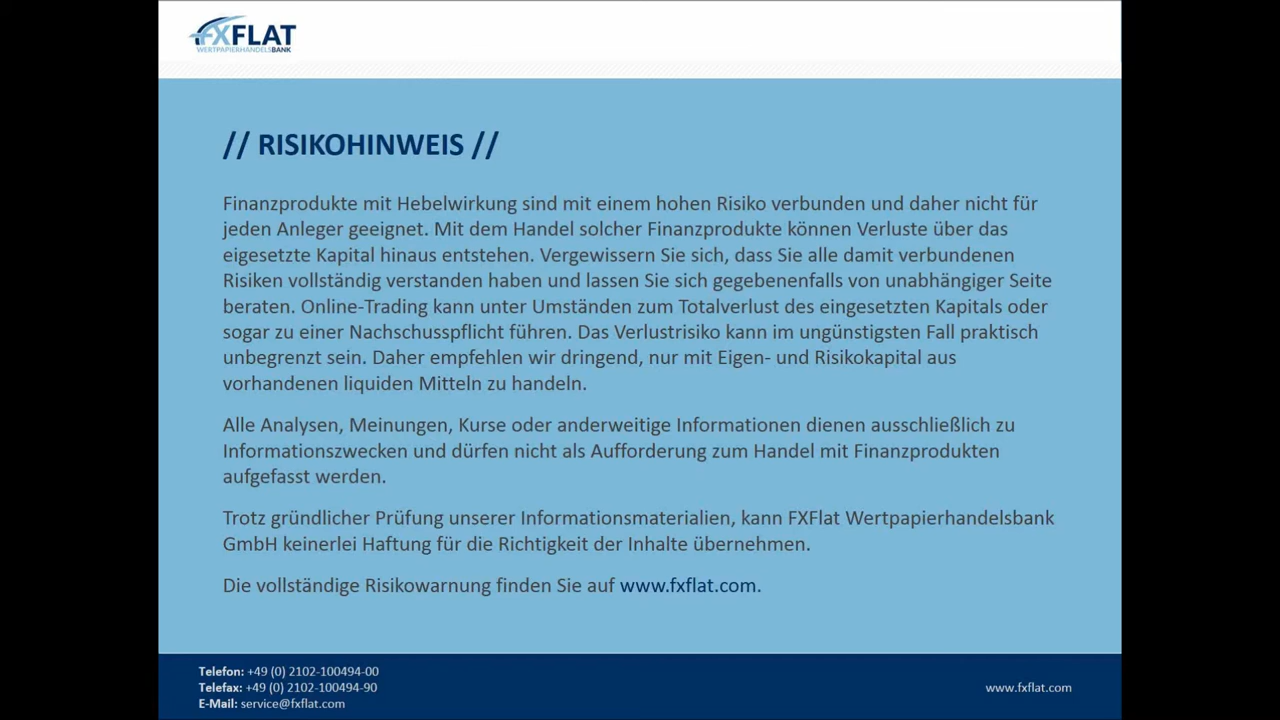 FXFLAT
WERTPAPIERHANDELSBANK
// RISIKOHINWEIS //
Finanzprodukte mit Hebelwirkung sind mit einem hohen Risiko verbunden und daher nicht für
jeden Anleger geeignet. Mit dem Handel solcher Finanzprodukte können Verluste über das
eigesetzte Kapital hinaus entstehen. Vergewissern Sie sich, dass Sie alle damit verbundenen
Risiken vollständig verstanden haben und lassen Sie sich gegebenenfalls von unabhängiger Seite
beraten. Online-Trading kann unter Umständen zum Totalverlust des eingesetzten Kapitals oder
sogar zu einer Nachschusspflicht führen. Das Verlustrisiko kann im ungünstigsten Fall praktisch
unbegrenzt sein. Daher empfehlen wir dringend, nur mit Eigen- und Risikokapital aus
vorhandenen liquiden Mitteln zu handeln.
Alle Analysen, Meinungen, Kurse oder anderweitige Informationen dienen ausschließlich zu
Informationszwecken und dürfen nicht als Aufforderung zum Handel mit Finanzprodukten
aufgefasst werden.
Trotz gründlicher Prüfung unserer Informationsmaterialien, kann FXFlat Wertpapierhandelsbank
GmbH keinerlei Haftung für die Richtigkeit der Inhalte übernehmen.
Die vollständige Risikowarnung finden Sie auf www.fxflat.com.
Telefon: +49 (0) 2102-100494-00
Telefax: +49 (0) 2102-100494-90
E-Mail: service@fxflat.com
www.fxflat.com